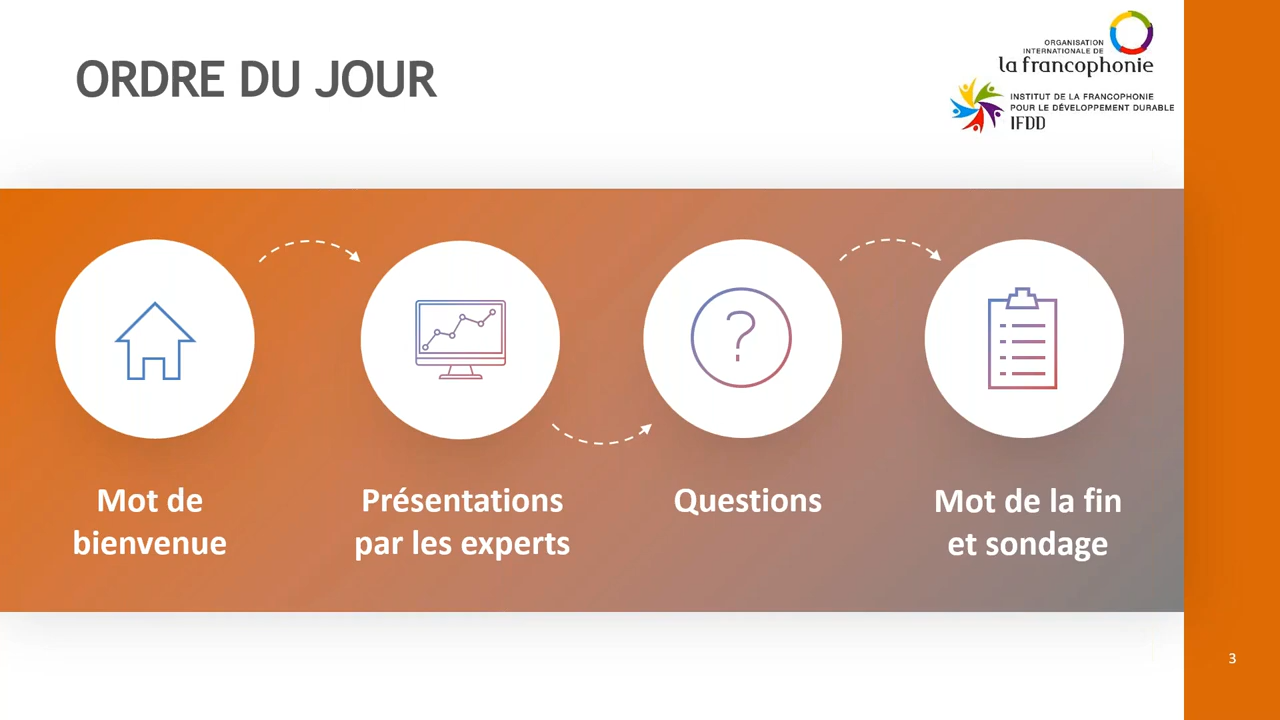 ORDRE DU JOUR
ORGANISATION
INTERNATIONALE DE
la francophonie
INSTITUT DE LA FRANCOPHONIE
POUR LE DÉVELOPPEMENT DURABLE
IFDD
?
Mot de
bienvenue
Présentations
par les experts
Questions
Mot de la fin
et sondage
3